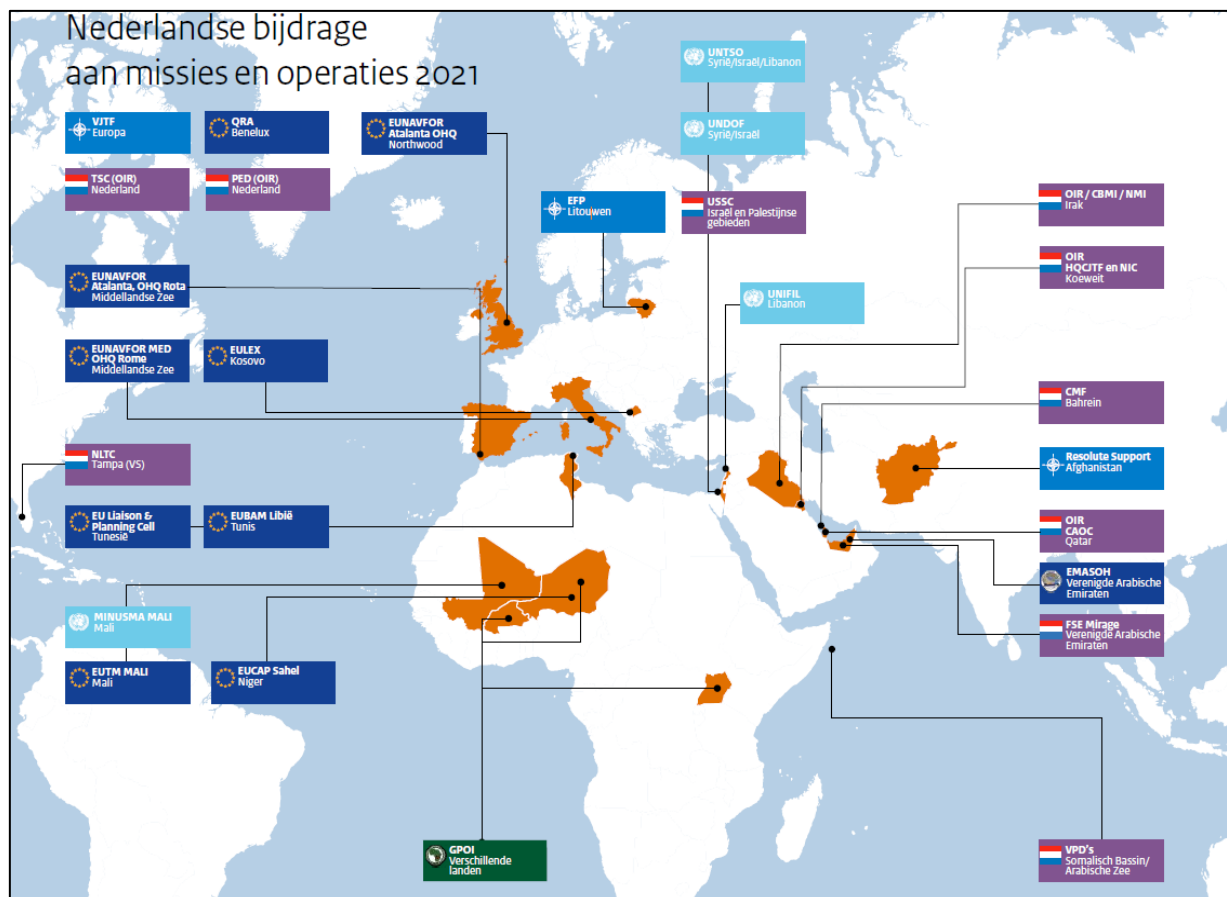 Nederlandse bijdrage
aan missies en operaties 2021
UNTSO
Syrië/Israël/Libanon
VJTF
Europa
QRA
Benelux
EUNAVFOR
Atalanta OHQ
Northwood
UNDOF
Syrië/Israël
TSC (OIR)
Nederland
PED (OIR)
Nederland
EFP
Litouwen
USSC
Israël en Palestijnse
gebieden
OIR / CBMI / NMI
Irak
OIR
HQCJTF en NIC
Koeweit
EUNAVFOR
Atalanta, OHQ Rota
Middellandse Zee
UNIFIL
Libanon
EUNAVFOR MED
OHQ Rome
Middellandse Zee
EULEX
Kosovo
CMF
Bahrein
NLTC
Tampa (VS)
Resolute Support
Afghanistan
EU Liaison &
Planning Cell
Tunesië
EUBAM Libië
Tunis
OIR
CAOC
Qatar
EMASOH
Verenigde Arabische
Emiraten
MINUSMA MALI
Mali
FSE Mirage
Verenigde Arabische
Emiraten
EUTM MALI
Mali
EUCAP Sahel
Niger
GPOI
Verschillende
landen
VPD's
Somalisch Bassin/
Arabische Zee